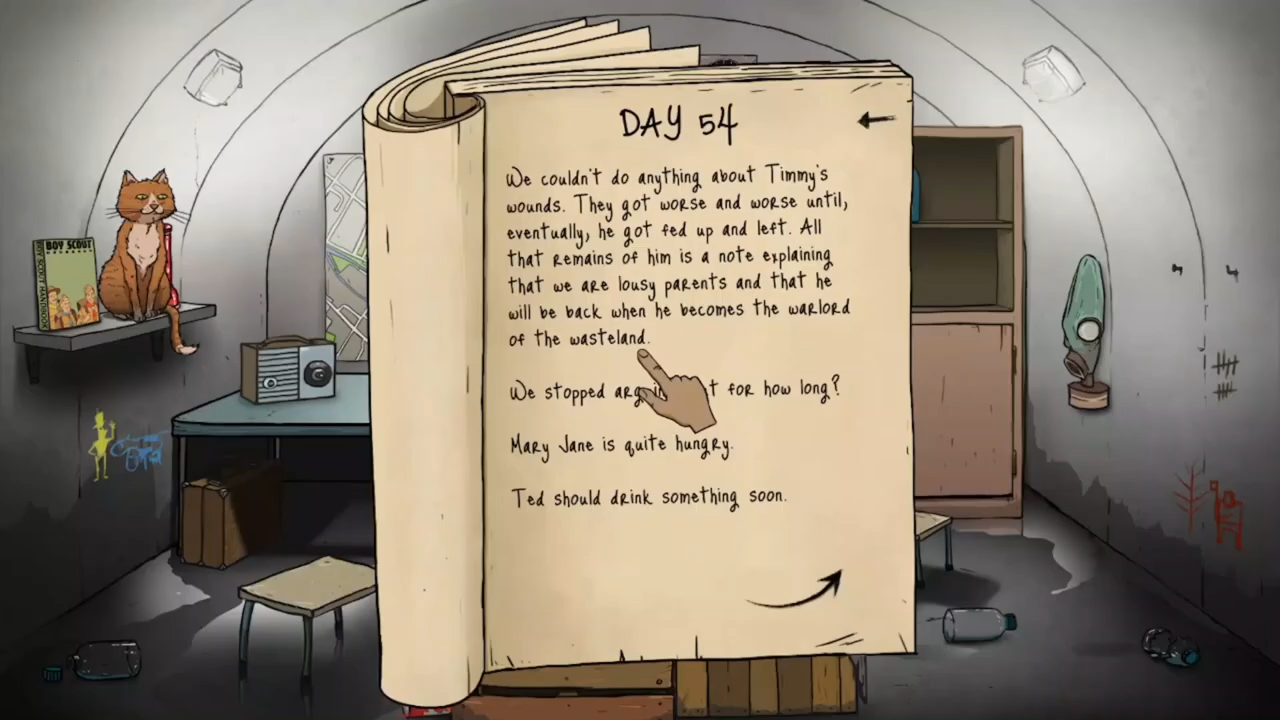 DAY 54
We couldn't do anything about Timmy's
wounds. They got worse and worse until,
eventually, he got fed up and left. All
that remains of him is a note explaining
that we are lousy parents and that he
will be back when he becomes the warlord
of the wasteland.
We stopped for how long?
Mary Jane is quite hungry.
Ted should drink something soon.
BOY SCOUT
BOY SCOUT HANDBOOK